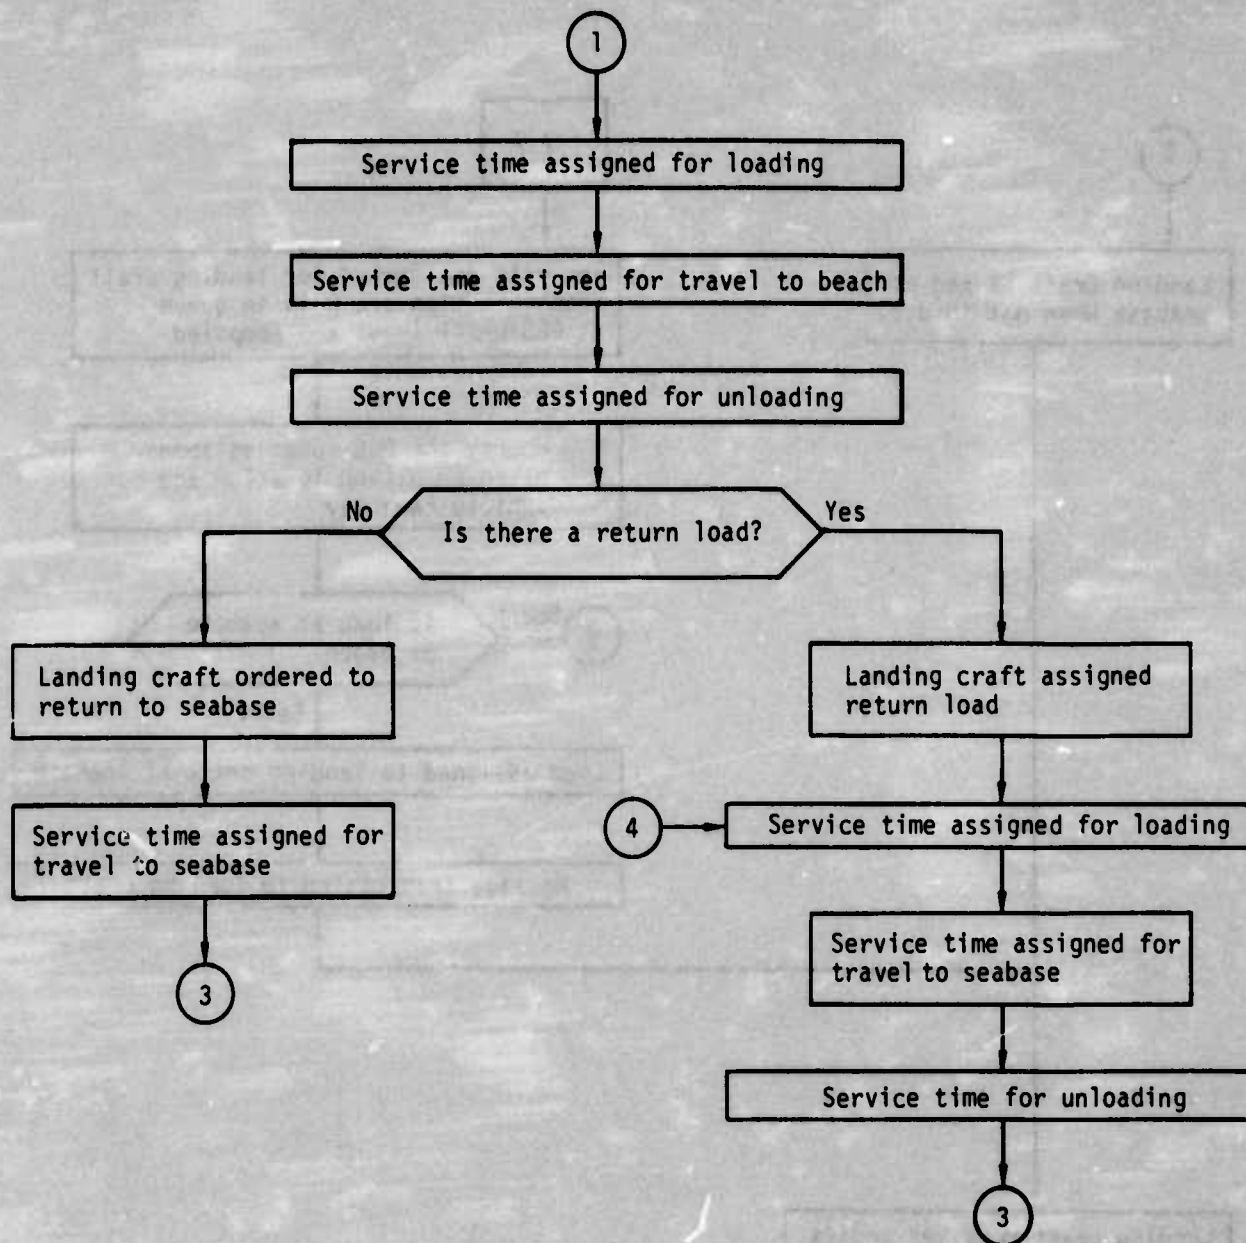 1
Service time assigned for loading
Service time assigned for travel to beach
Service time assigned for unloading
No
Is there a return load?
Yes
Landing craft ordered to
return to seabase
Landing craft assigned
return load
Service time assigned for
travel to seabase
4
Service time assigned for loading
3
Service time assigned for
travel to seabase
Service time for unloading
3